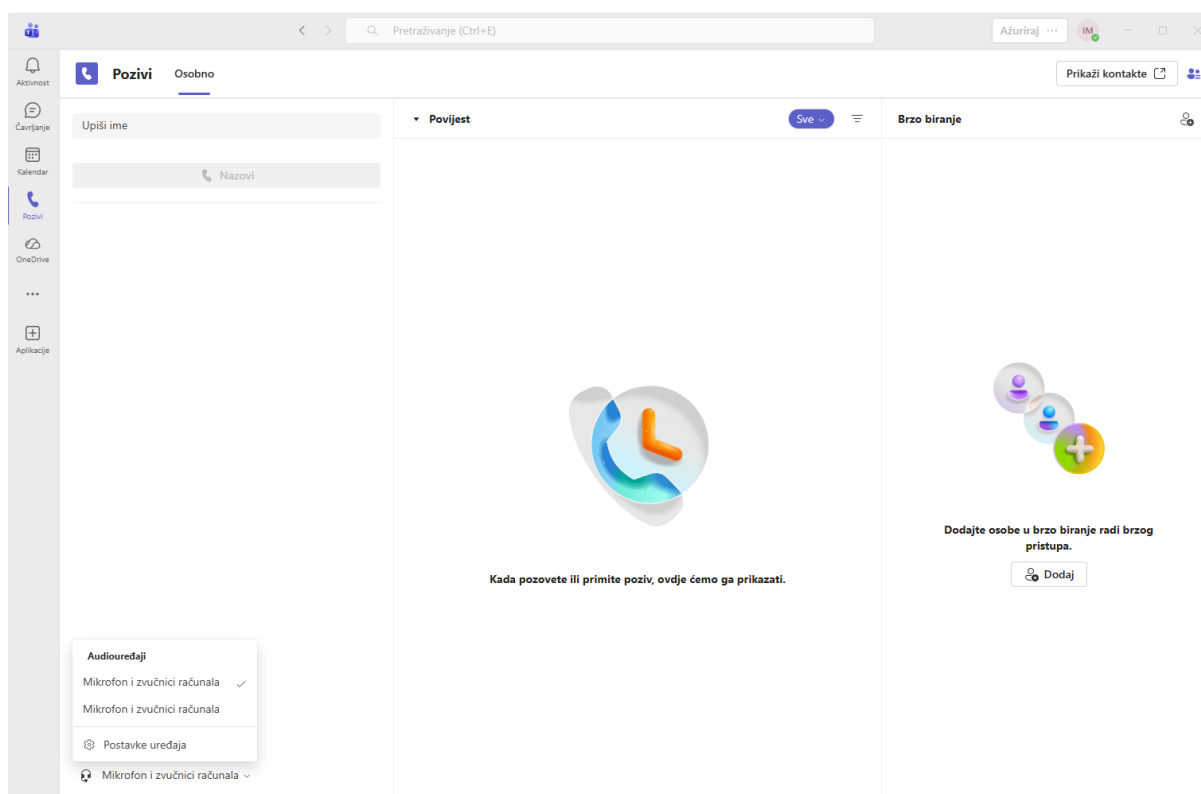 Pretraživanje (Ctrl+E)
Ažuriraj ···
IM
Aktivnost
Čavrljanje
Kalendar
Pozivi
OneDrive
Aplikacije
Pozivi
Osobno
Prikaži kontakte
Upiši ime
Nazovi
Povijest
Sve
Kada pozovete ili primite poziv, ovdje ćemo ga prikazati.
Brzo biranje
Dodajte osobe u brzo biranje radi brzog
pristupa.
Dodaj
Audiouređaji
Mikrofon i zvučnici računala
Mikrofon i zvučnici računala
Postavke uređaja
Mikrofon i zvučnici računala